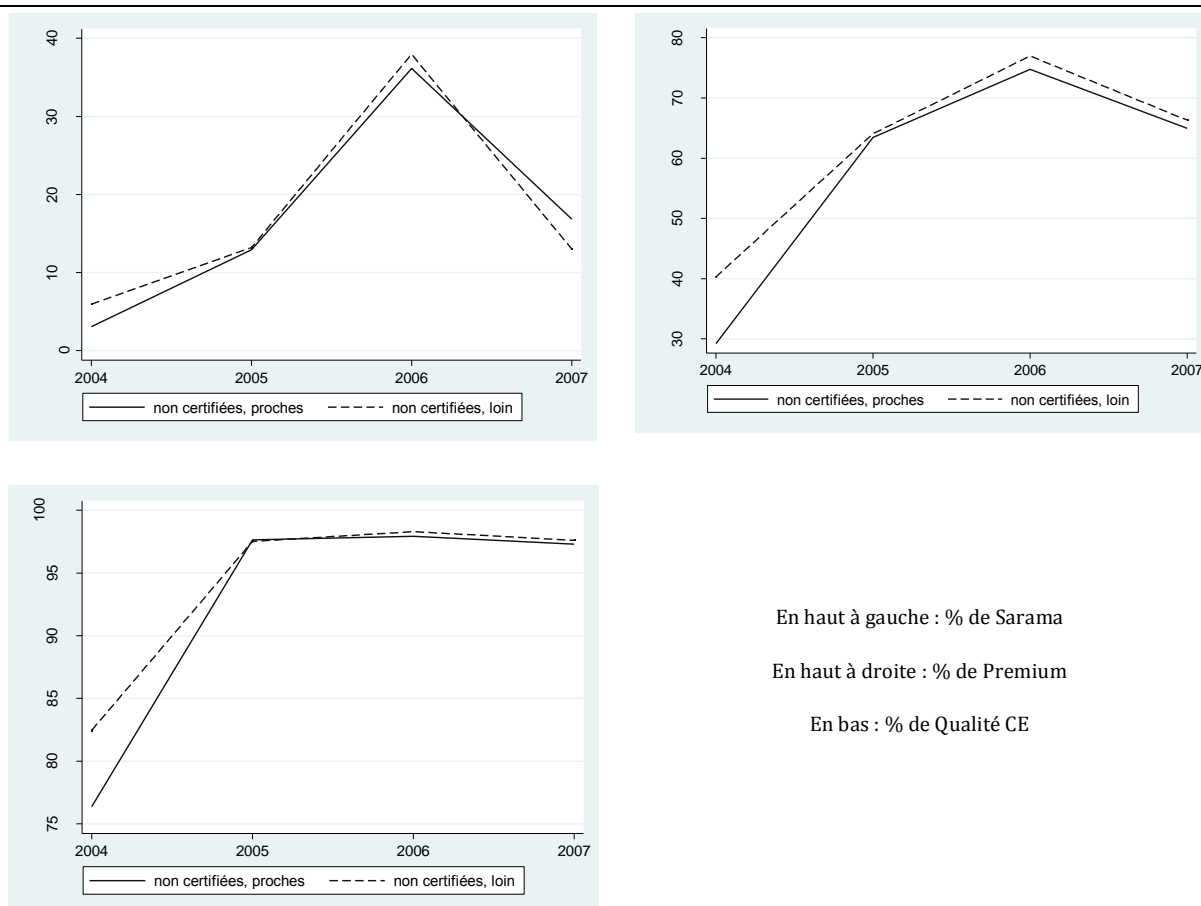 40
30
20
10
0
2004 2005 2006 2007
non certifiées, proches non certifiées, loin
80
70
60
50
40
30
2004 2005 2006 2007
non certifiées, proches non certifiées, loin
100
95
90
85
80
75
2004 2005 2006 2007
non certifiées, proches non certifiées, loin
En haut à gauche : % de Sarama
En haut à droite : % de Premium
En bas : % de Qualité CE